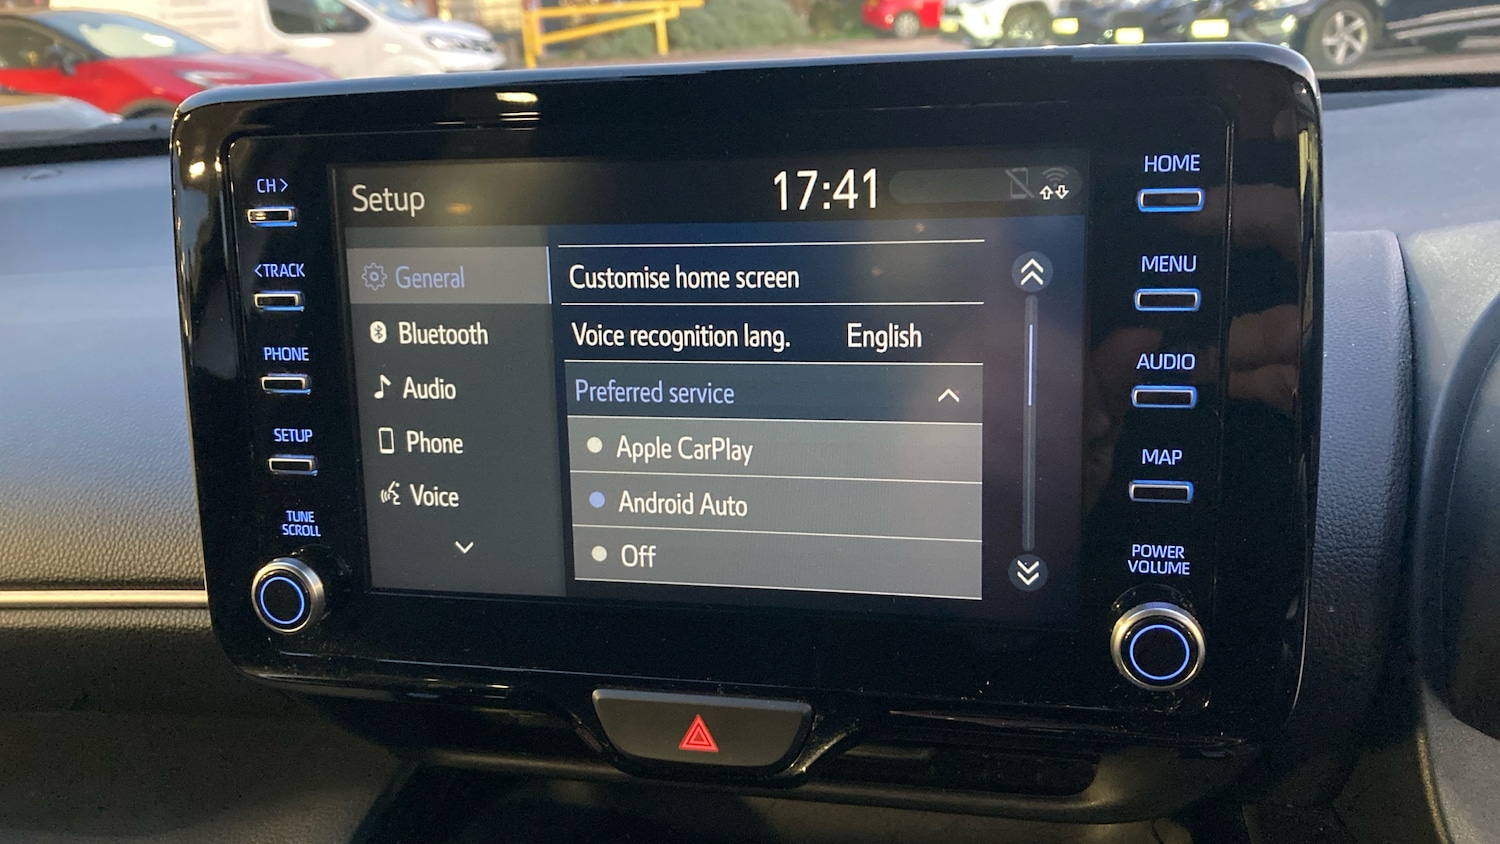 CH>
<TRACK
PHONE
SETUP
TUNE
SCROLL
Setup
17:41
General
Bluetooth
Audio
Phone
Voice
Customise home screen
Voice recognition lang. English
Preferred service
Apple CarPlay
Android Auto
Off
HOME
MENU
AUDIO
MAP
POWER
VOLUME